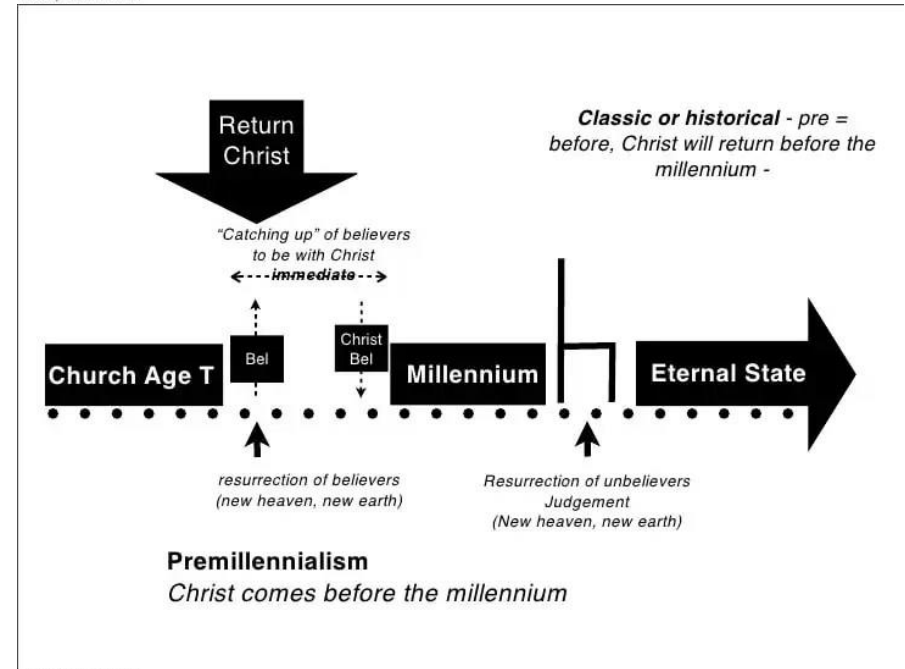 Return
Christ
Classic or historical - pre =
before, Christ will return before the
millennium -
“Catching up” of believers
to be with Christ
immediate
Church Age T
Bel
Christ
Bel
Millennium
Eternal State
resurrection of believers
(new heaven, new earth)
Resurrection of unbelievers
Judgement
(New heaven, new earth)
Premillennialism
Christ comes before the millennium